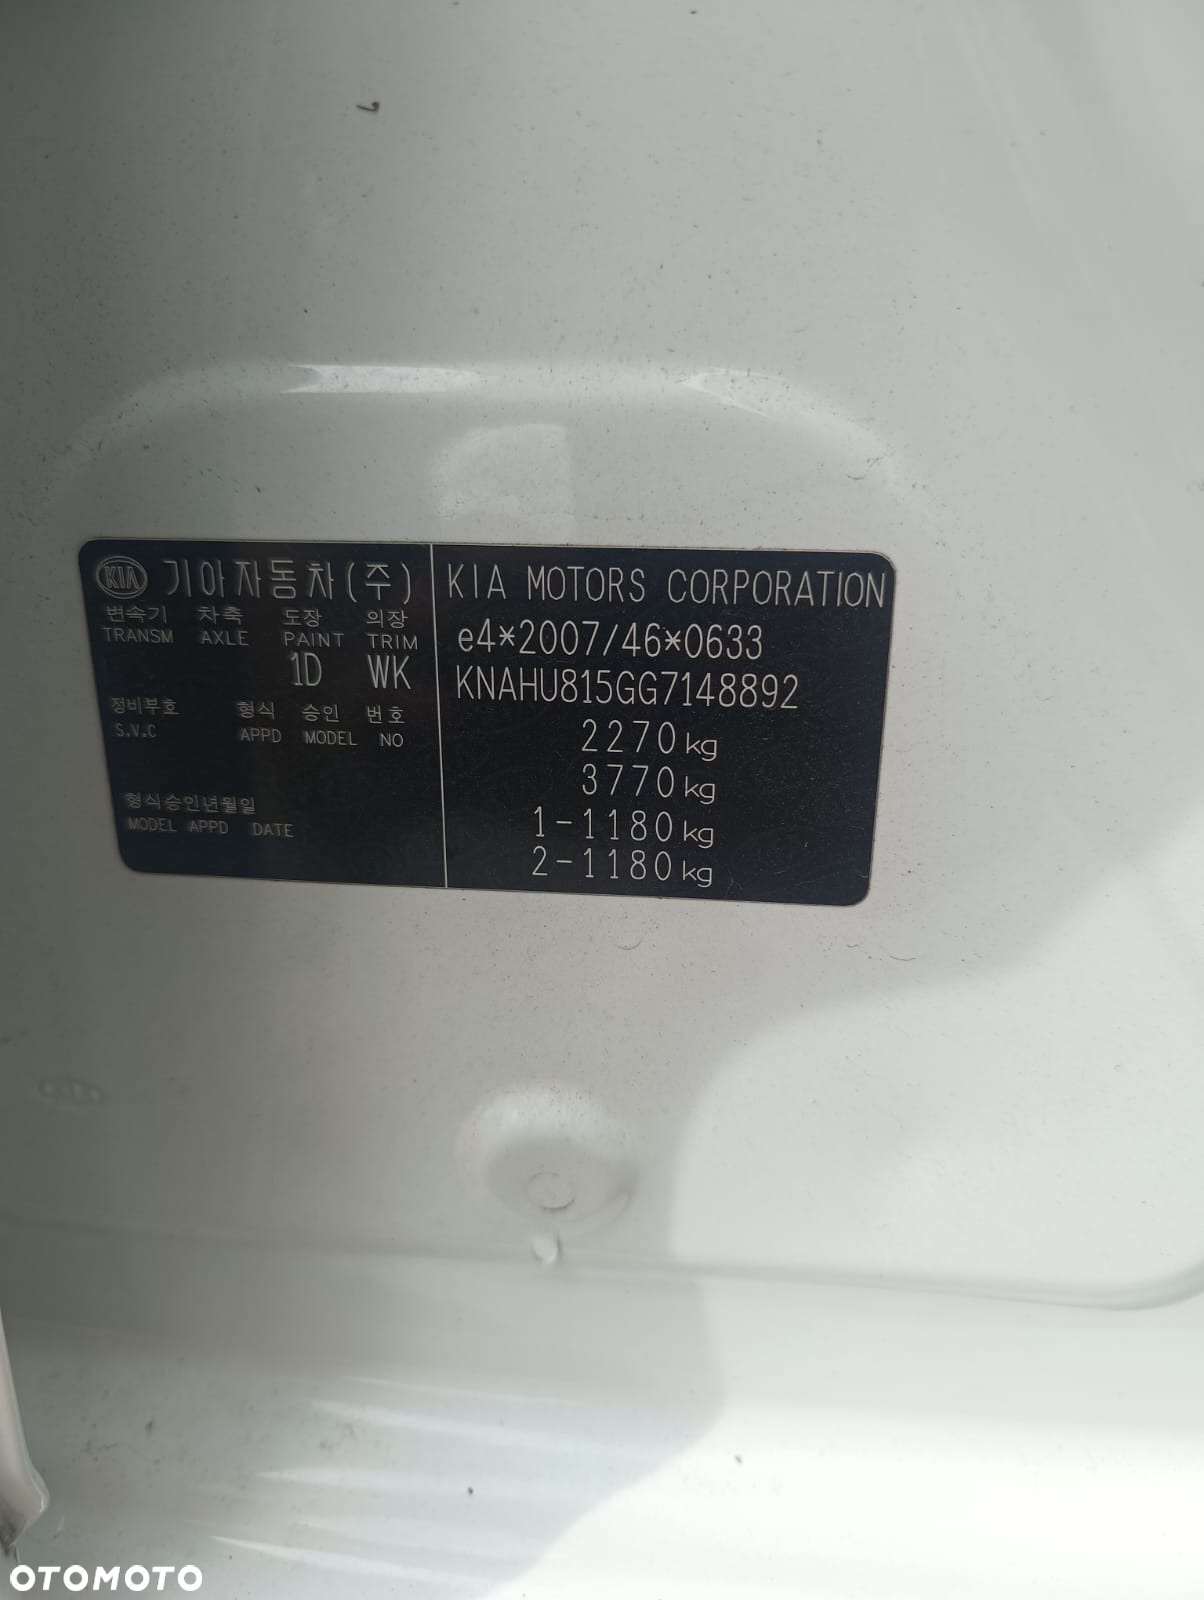 KIA 기아자동차(주)
변속기 차축 도장 의장
TRANSM AXLE PAINT TRIM
1D WK
정비부호 형식 승인 번호
S.V.C APPD MODEL NO
형식승인년월일
MODEL APPD DATE
KIA MOTORS CORPORATION
e4*2007/46*0633
KNAHU815GG7148892
2270kg
3770kg
1-1180kg
2-1180kg
OTOMOTO